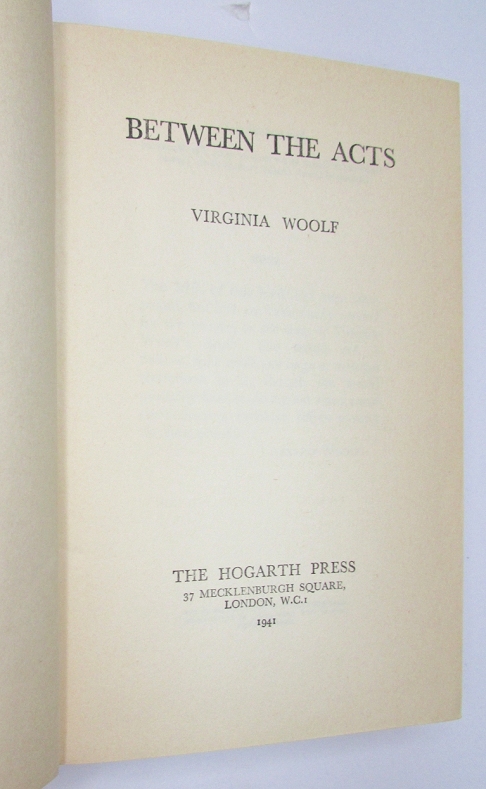 BETWEEN THE ACTS
VIRGINIA WOOLF
THE HOGARTH PRESS
37 MECKLENBURGH SQUARE,
LONDON, W.C.1
1941